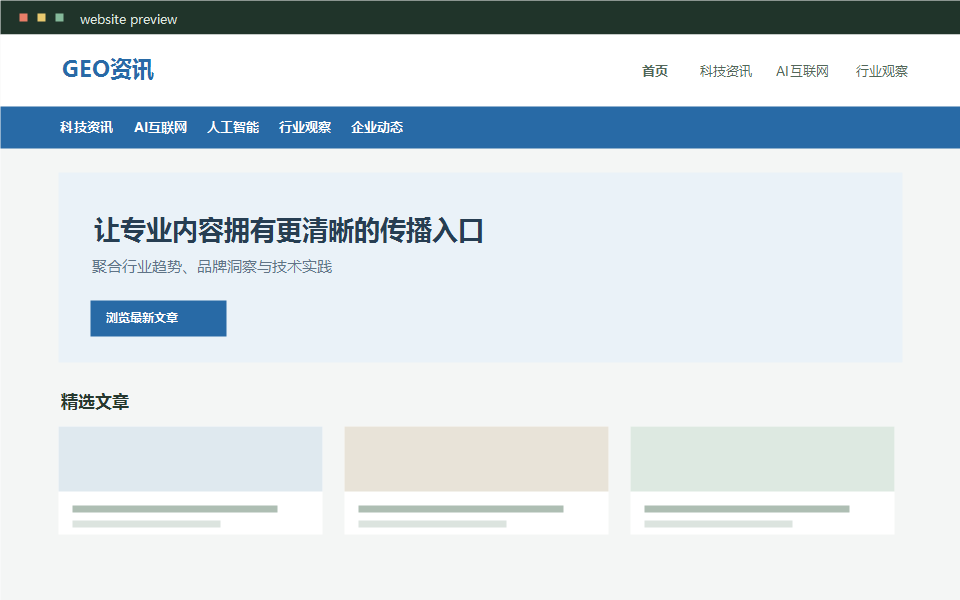 website preview
GEO资讯
首页 科技资讯 AI互联网 行业观察
科技资讯 AI互联网 人工智能 行业观察 企业动态
让专业内容拥有更清晰的传播入口
聚合行业趋势、品牌洞察与技术实践
浏览最新文章
精选文章